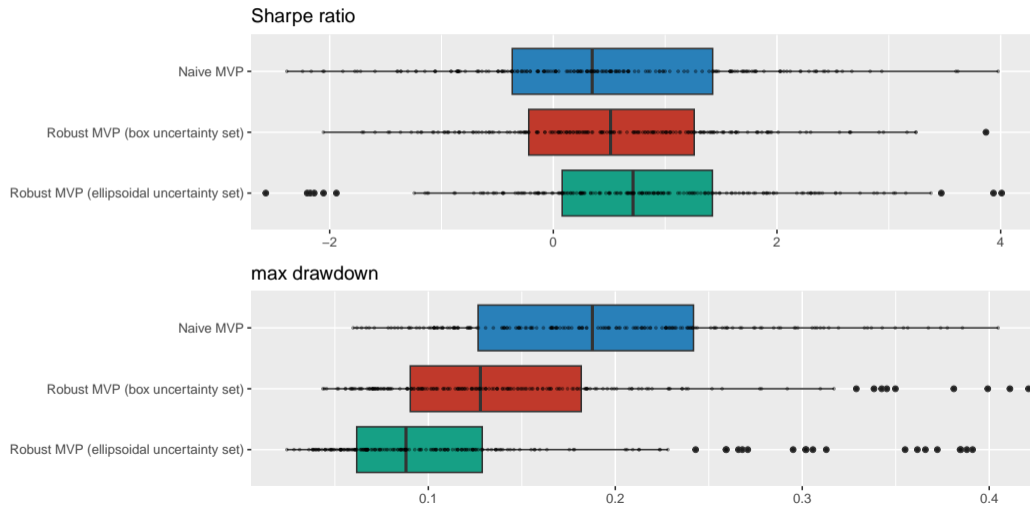 Sharpe ratio
Naive MVP
Robust MVP (box uncertainty set)
Robust MVP (ellipsoidal uncertainty set)
−2 0 2 4
max drawdown
Naive MVP
Robust MVP (box uncertainty set)
Robust MVP (ellipsoidal uncertainty set)
0.1 0.2 0.3 0.4